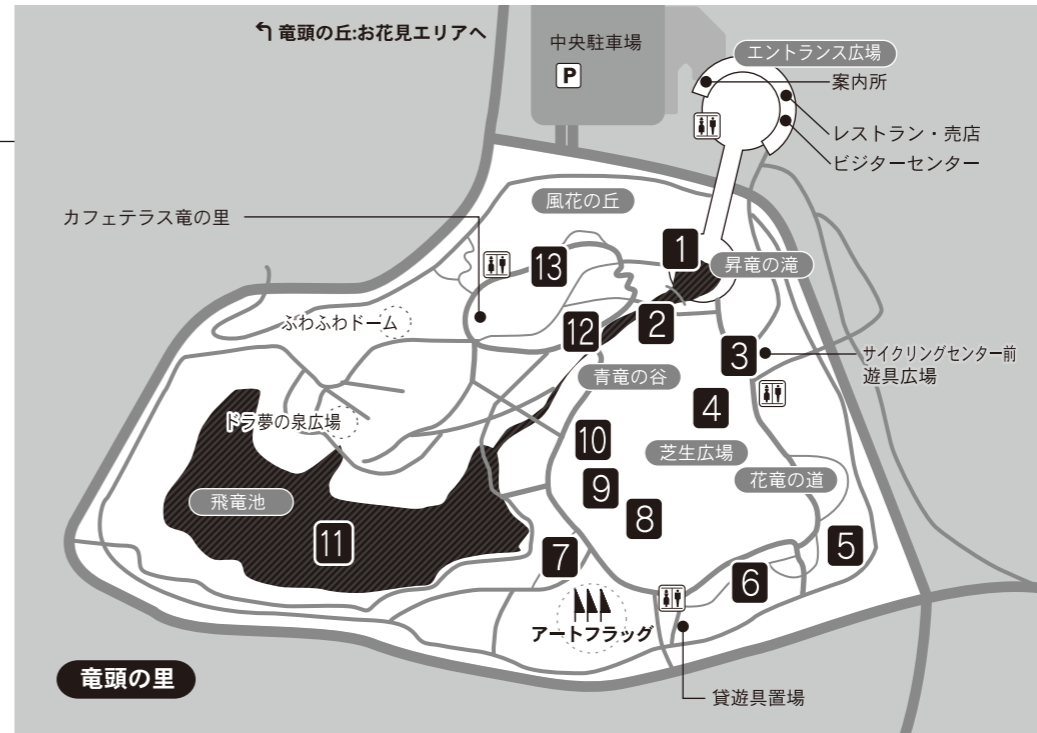 ↰ 竜頭の丘:お花見エリアへ
中央駐車場
P
エントランス広場
案内所
レストラン・売店
ビジターセンター
風花の丘
カフェテラス竜の里
1
13
昇竜の滝
ぶわぶわドーム
12
2
3
サイクリングセンター前
遊具広場
青竜の谷
4
ドラ夢の泉広場
10
芝生広場
花竜の道
飛竜池
9
8
11
7
5
6
アートフラッグ
竜頭の里
貸遊具置場